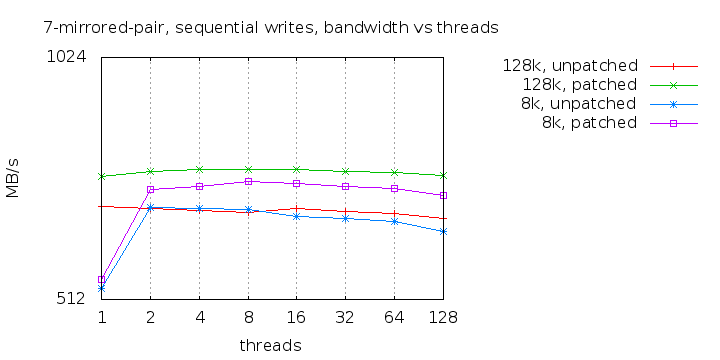 7-mirrored-pair, sequential writes, bandwidth vs threads
1024
512
MB/s
1 2 4 8 16 32 64 128
threads
128k, unpatched
128k, patched
8k, unpatched
8k, patched